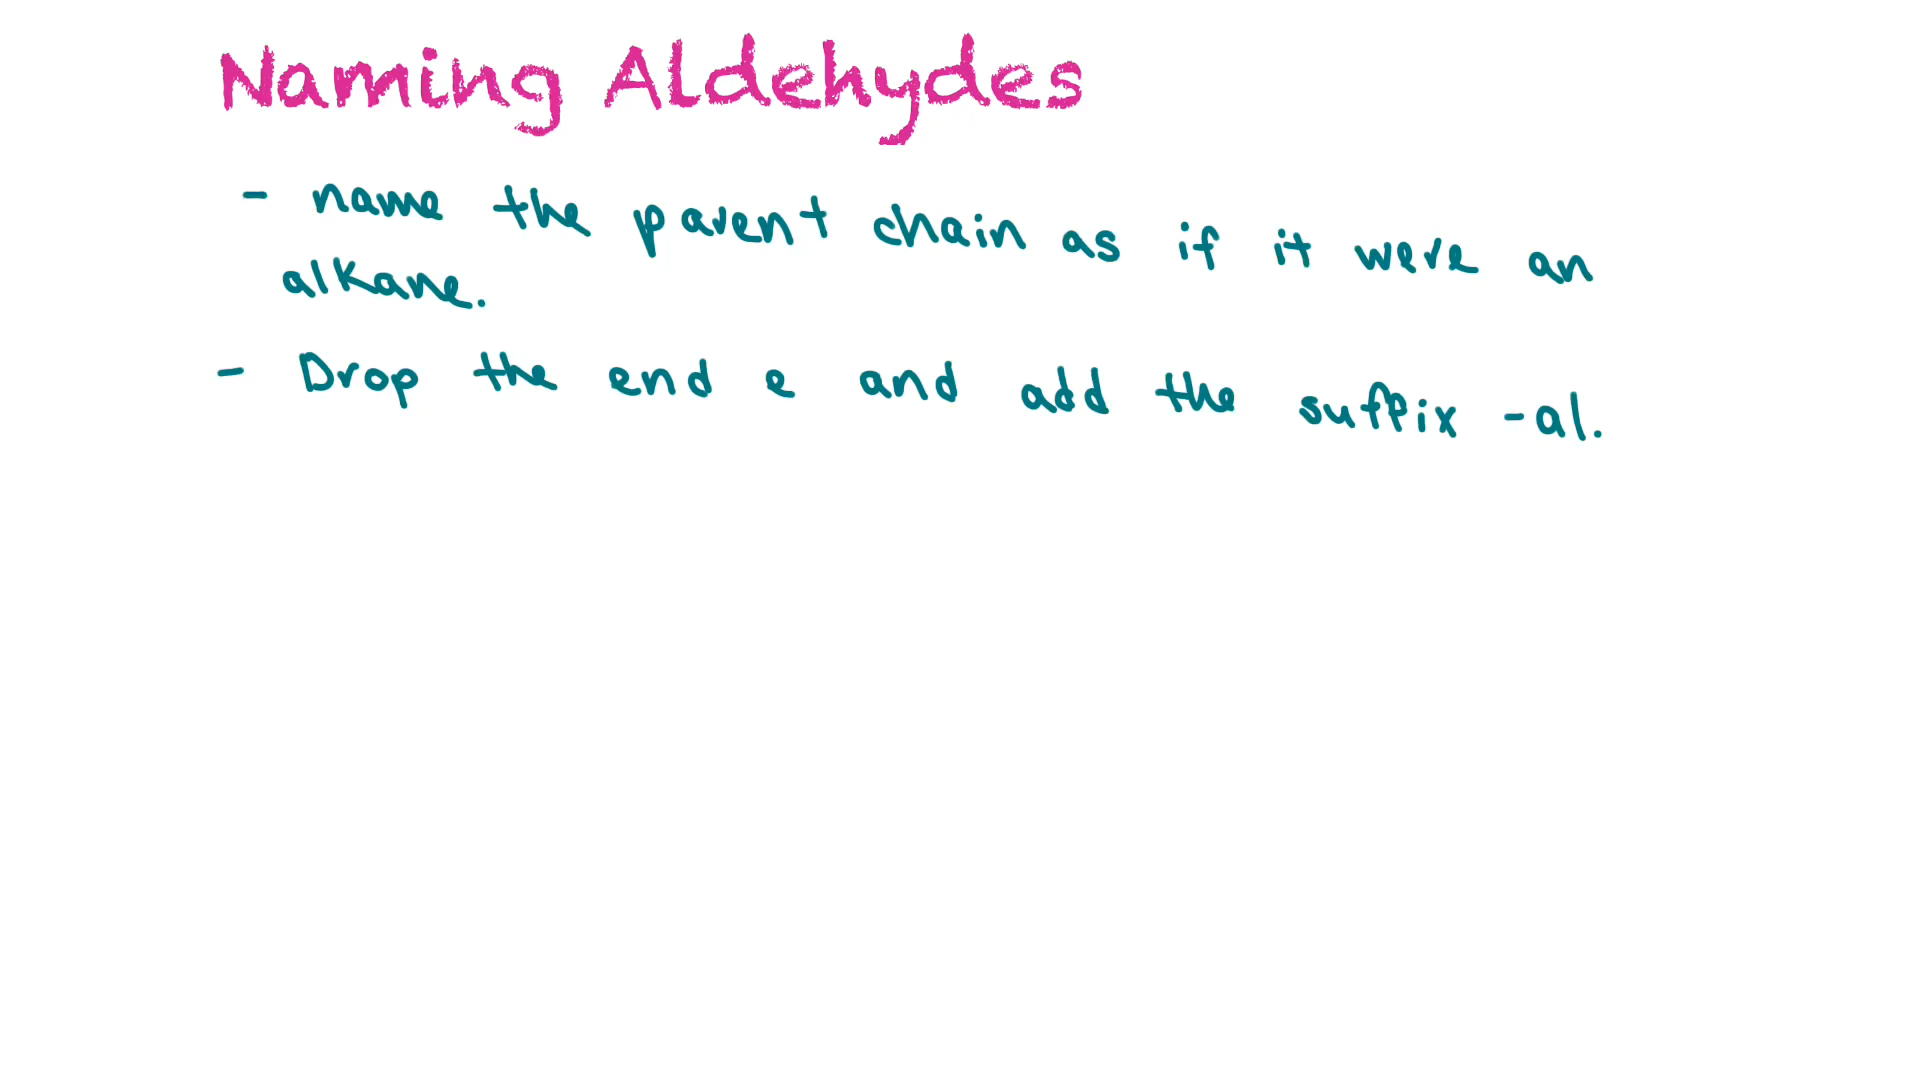 Naming Aldehydes
- name the parent chain as if it were an
alkane.
- Drop the end e and add the suffix -al.